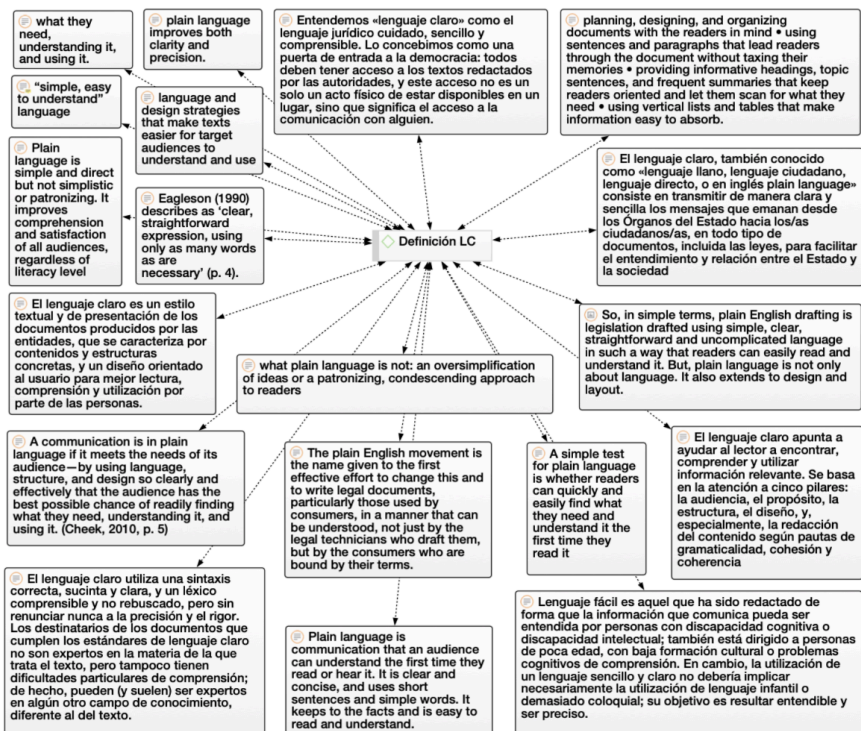 what they
need,
understanding it,
and using it.
plain language
improves both
clarity and
precision.
Entendemos «lenguaje claro» como el
lenguaje jurídico cuidado, sencillo y
comprensible. Lo concebimos como una
puerta de entrada a la democracia: todos
deben tener acceso a los textos redactados
por las autoridades, y este acceso no es un
solo un acto físico de estar disponibles en un
lugar, sino que significa el acceso a la
comunicación con alguien.
planning, designing, and organizing
documents with the readers in mind • using
sentences and paragraphs that lead readers
through the document without taxing their
memories • providing informative headings, topic
sentences, and frequent summaries that keep
readers oriented and let them scan for what they
need • using vertical lists and tables that make
information easy to absorb.
“simple, easy
to understand”
language
language and
design strategies
that make texts
easier for target
audiences to
understand and use
Plain
language is
simple and direct
but not simplistic
or patronizing. It
improves
comprehension
and satisfaction
of all audiences,
regardless of
literacy level
Eagleson (1990)
describes as ‘clear,
straightforward
expression, using
only as many words
as are
necessary’ (p. 4).
El lenguaje claro, también conocido
como «lenguaje llano, lenguaje ciudadano,
lenguaje directo, o en inglés plain language»
consiste en transmitir de manera clara y
sencilla los mensajes que emanan desde
los Órganos del Estado hacia los/as
ciudadanos/as, en todo tipo de
documentos, incluida las leyes, para facilitar
el entendimiento y relación entre el Estado y
la sociedad
Definición LC
El lenguaje claro es un estilo
textual y de presentación de los
documentos producidos por las
entidades, que se caracteriza por
contenidos y estructuras
concretas, y un diseño orientado
al usuario para mejor lectura,
comprensión y utilización por
parte de las personas.
So, in simple terms, plain English drafting is
legislation drafted using simple, clear,
straightforward and uncomplicated language
in such a way that readers can easily read and
understand it. But, plain language is not only
about language. It also extends to design and
layout.
what plain language is not: an oversimplification
of ideas or a patronizing, condescending approach
to readers
A communication is in plain
language if it meets the needs of its
audience—by using language,
structure, and design so clearly and
effectively that the audience has the
best possible chance of readily finding
what they need, understanding it, and
using it. (Cheek, 2010, p. 5)
The plain English movement is
the name given to the first
effective effort to change this and
to write legal documents,
particularly those used by
consumers, in a manner that can
be understood, not just by the
legal technicians who draft them,
but by the consumers who are
bound by their terms.
A simple test
for plain language
is whether readers
can quickly and
easily find what
they need and
understand it the
first time they
read it
El lenguaje claro apunta a
ayudar al lector a encontrar,
comprender y utilizar
información relevante. Se basa
en la atención a cinco pilares:
la audiencia, el propósito, la
estructura, el diseño, y,
especialmente, la redacción
del contenido según pautas de
gramaticalidad, cohesión y
coherencia
El lenguaje claro utiliza una sintaxis
correcta, sucinta y clara, y un léxico
comprensible y no rebuscado, pero sin
renunciar nunca a la precisión y el rigor.
Los destinatarios de los documentos que
cumplen los estándares de lenguaje claro
no son expertos en la materia de la que
trata el texto, pero tampoco tienen
dificultades particulares de comprensión;
de hecho, pueden (y suelen) ser expertos
en algún otro campo de conocimiento,
diferente al del texto.
Plain language is
communication that an audience
can understand the first time they
read or hear it. It is clear and
concise, and uses short
sentences and simple words. It
keeps to the facts and is easy to
read and understand.
Lenguaje fácil es aquel que ha sido redactado de
forma que la información que comunica pueda ser
entendida por personas con discapacidad cognitiva o
discapacidad intelectual; también está dirigido a personas
de poca edad, con baja formación cultural o problemas
cognitivos de comprensión. En cambio, la utilización de
un lenguaje sencillo y claro no debería implicar
necesariamente la utilización de lenguaje infantil o
demasiado coloquial; su objetivo es resultar entendible y
ser preciso.